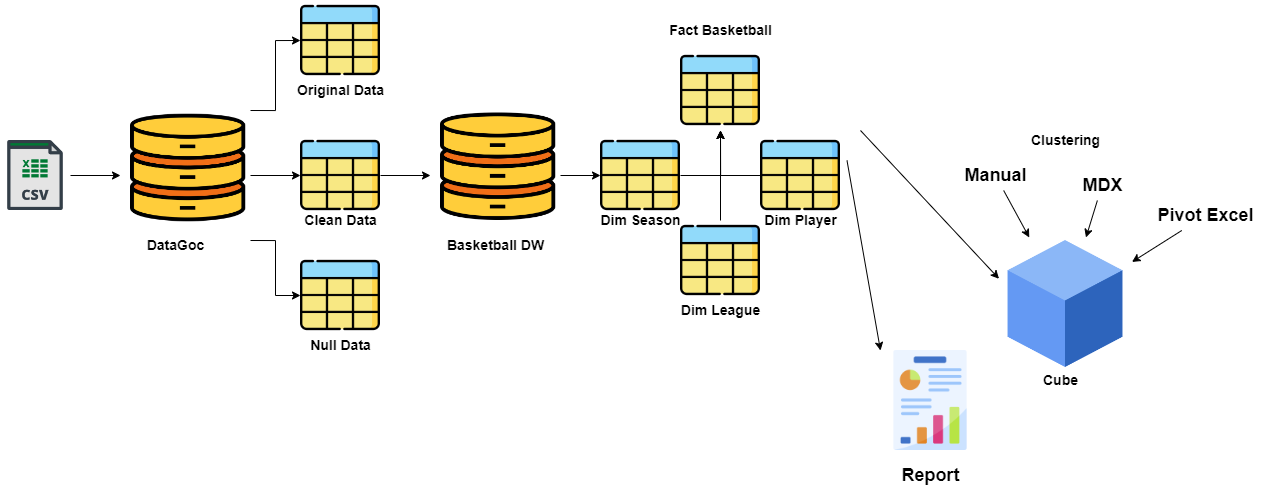 Fact Basketball
Original Data
Clustering
Manual
MDX
CSV
Pivot Excel
Clean Data
Dim Season
Dim Player
DataGoc
Basketball DW
Dim League
Null Data
Cube
Report